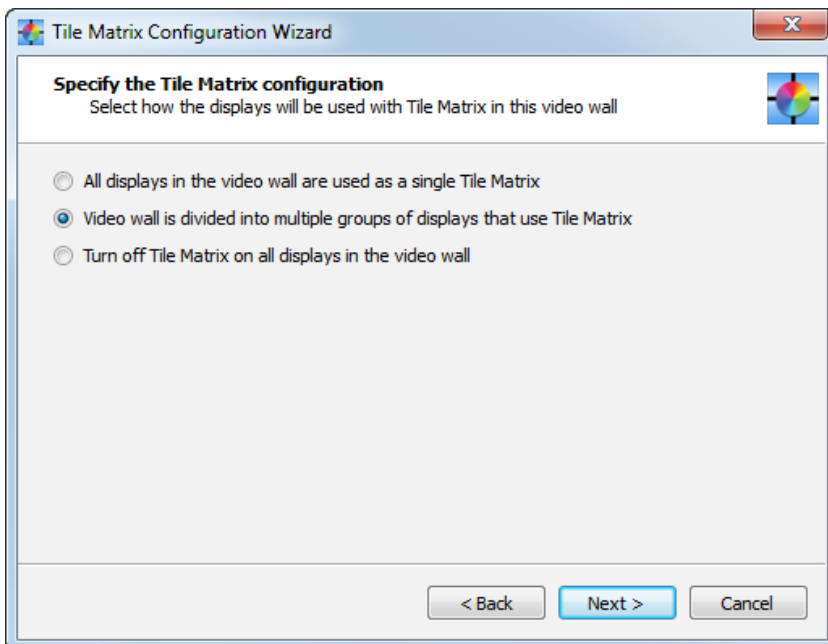 Tile Matrix Configuration Wizard
Specify the Tile Matrix configuration
Select how the displays will be used with Tile Matrix in this video wall
All displays in the video wall are used as a single Tile Matrix
Video wall is divided into multiple groups of displays that use Tile Matrix
Turn off Tile Matrix on all displays in the video wall
< Back Next > Cancel